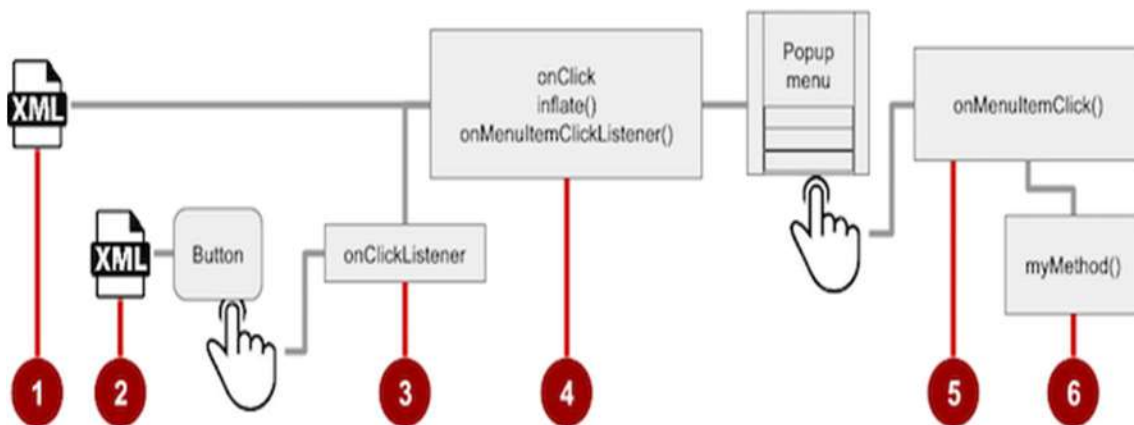 XML
onClick
inflate()
onMenuItemClickListener()
Popup
menu
onMenuItemClick()
XML
Button
onClickListener
myMethod()
1
2
3
4
5
6